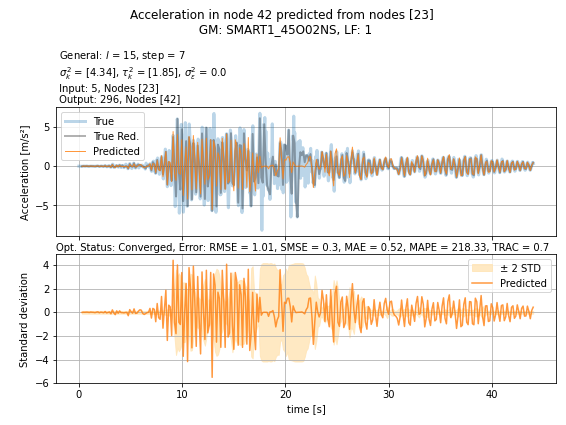 Acceleration in node 42 predicted from nodes [23]
GM: SMART1_45O02NS, LF: 1
General: l = 15, step = 7
σ²ₖ = [4.34], τ²ₖ = [1.85], σ²ₑ = 0.0
Input: 5, Nodes [23]
Output: 296, Nodes [42]
True
True Red.
Predicted
Acceleration [m/s²]
5
0
−5
Opt. Status: Converged, Error: RMSE = 1.01, SMSE = 0.3, MAE = 0.52, MAPE = 218.33, TRAC = 0.7
± 2 STD
Predicted
Standard deviation
4
2
0
−2
−4
−6
0 10 20 30 40
time [s]